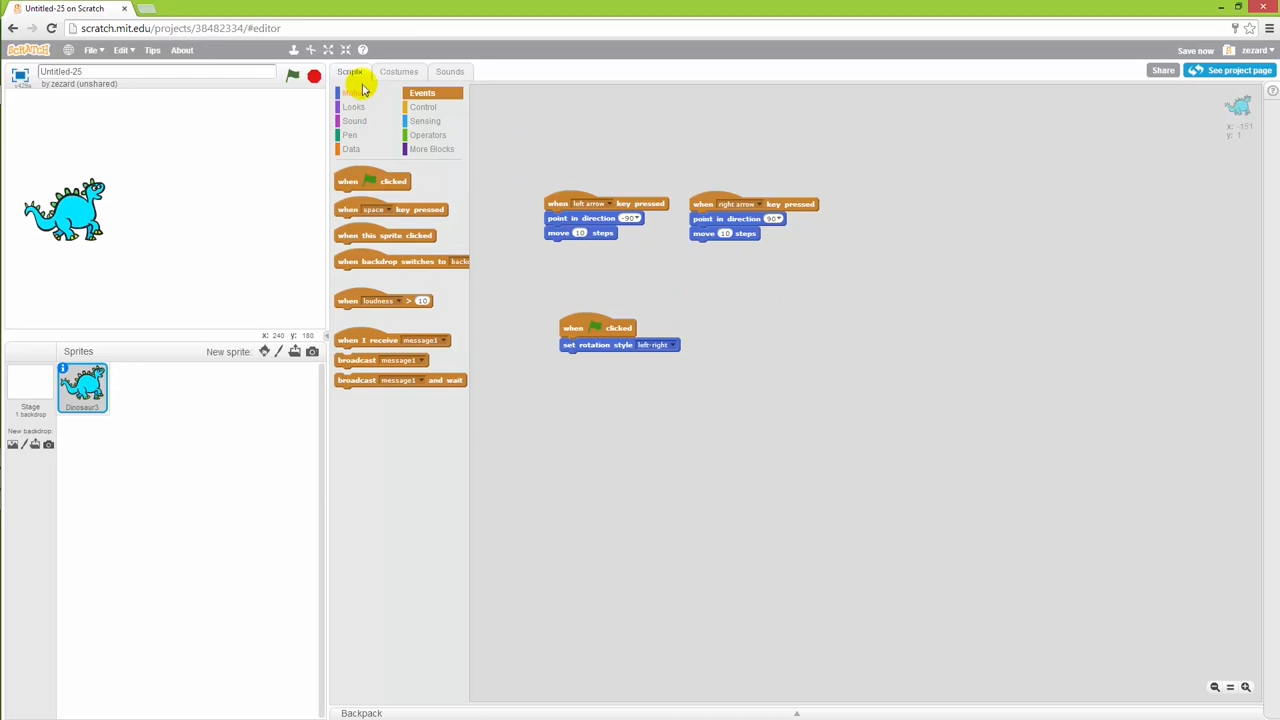 Untitled-25 on Scratch
scratch.mit.edu/projects/38482334/#editor
SCRATCH File Edit Tips About Save now zezard
Untitled-25
by zezard (unshared)
v426a
Scripts Costumes Sounds
Share See project page
Events
Looks Control
Sound Sensing
Pen Operators
Data More Blocks
when clicked
when space key pressed
when this sprite clicked
when backdrop switches to
when loudness > 10
when I receive message1
broadcast message1
broadcast message1 and wait
when left arrow key pressed
point in direction -90
move 10 steps
when right arrow key pressed
point in direction 90
move 10 steps
when clicked
set rotation style left-right
x: -151
y: 1
x: 240 y: 180
Sprites New sprite:
Stage
1 backdrop
New backdrop:
Dinosaur3
Backpack